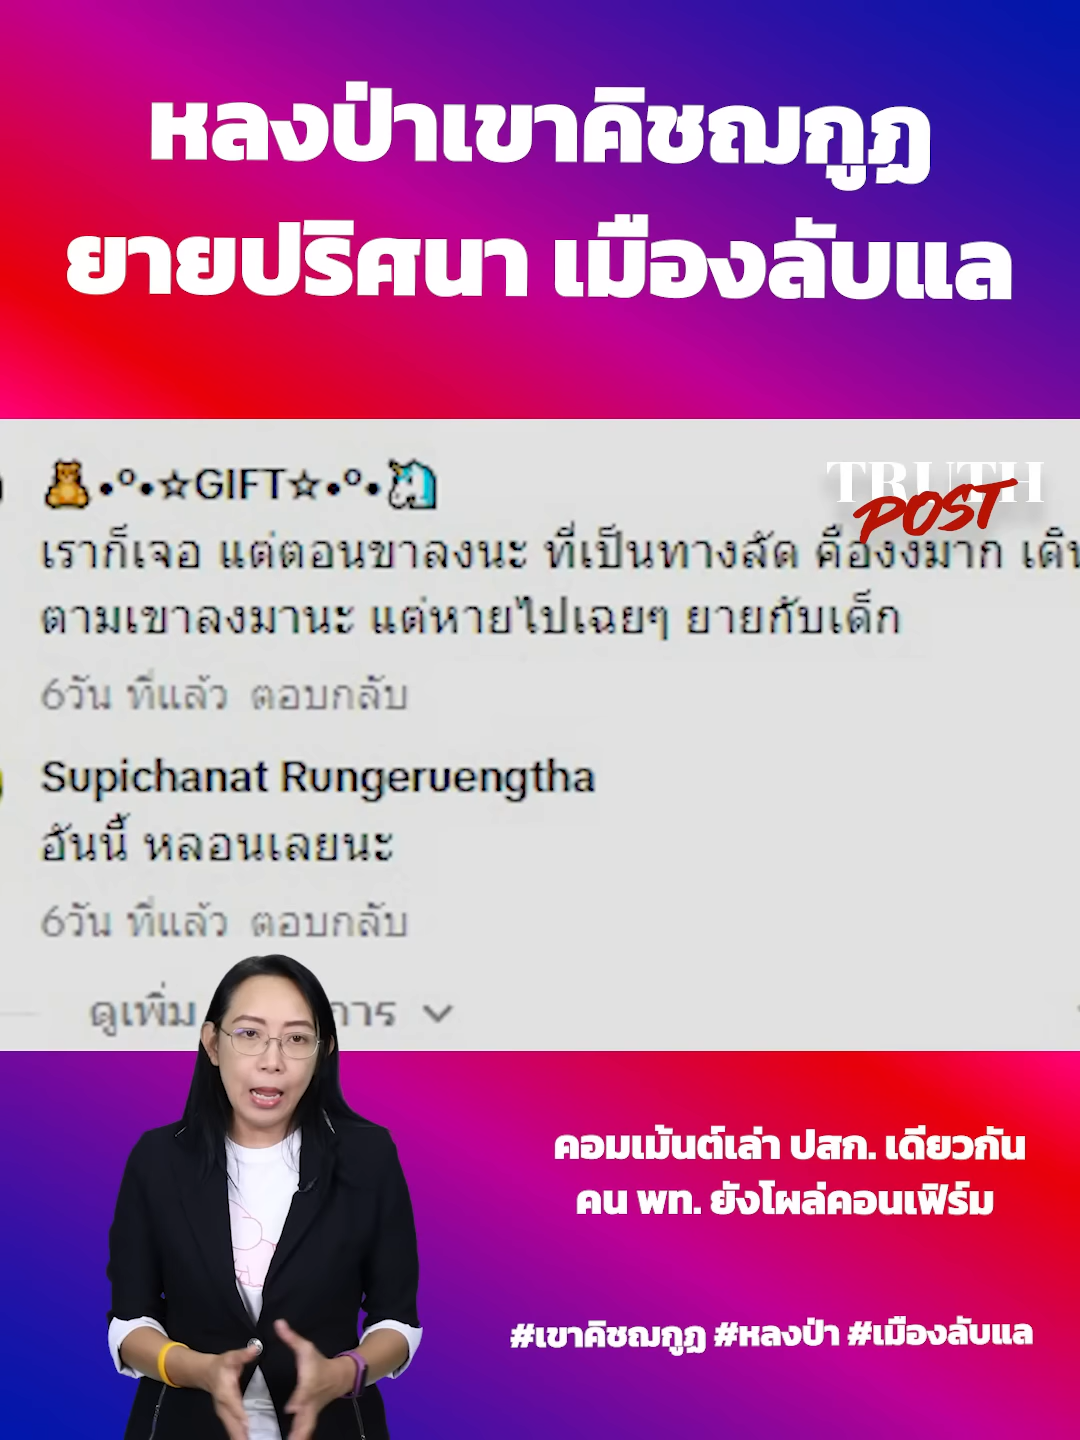 หลงป่าเขาคิชฌกูฏ
ยายปริศนา เมืองลับแล
TRUTH
POST
🧸•°•☆GIFT☆•°•🦄
เราก็เจอ แต่ตอนขาลงนะ ที่เป็นทางลัด คืองงมาก
ตามเขาลงมานะ แต่หายไปเฉยๆ ยายกับเด็ก
6วัน ที่แล้ว ตอบกลับ
Supichanat Rungeruengtha
อันนี้ หลอนเลยนะ
6วัน ที่แล้ว ตอบกลับ
ดูเพิ่ม
คอมเม้นต์เล่า ปสก. เดียวกัน
คน พท. ยังโผล่คอนเฟิร์ม
#เขาคิชฌกูฏ #หลงป่า #เมืองลับแล